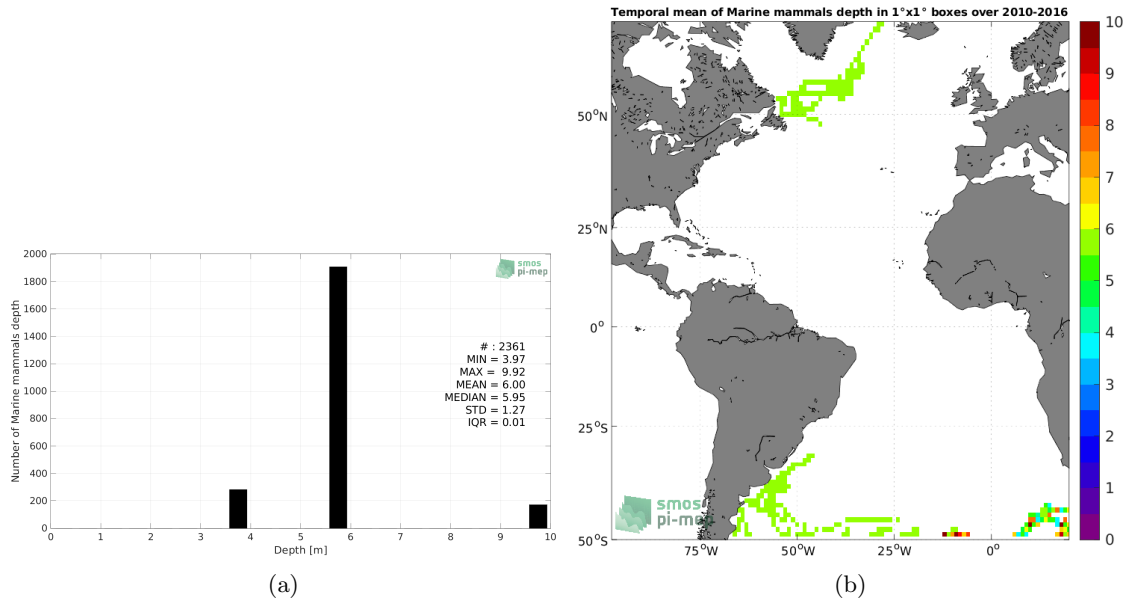 Temporal mean of Marine mammals depth in 1°x1° boxes over 2010-2016
2000
1800
1600
1400
1200
1000
800
600
400
200
0
Number of Marine mammals depth
smos
pi-mep
# : 2361
MIN = 3.97
MAX = 9.92
MEAN = 6.00
MEDIAN = 5.95
STD = 1.27
IQR = 0.01
0 1 2 3 4 5 6 7 8 9 10
Depth [m]
(a)
50°N
25°N
0°
25°S
50°S
75°W 50°W 25°W 0°
smos
pi-mep
10
9
8
7
6
5
4
3
2
1
0
(b)